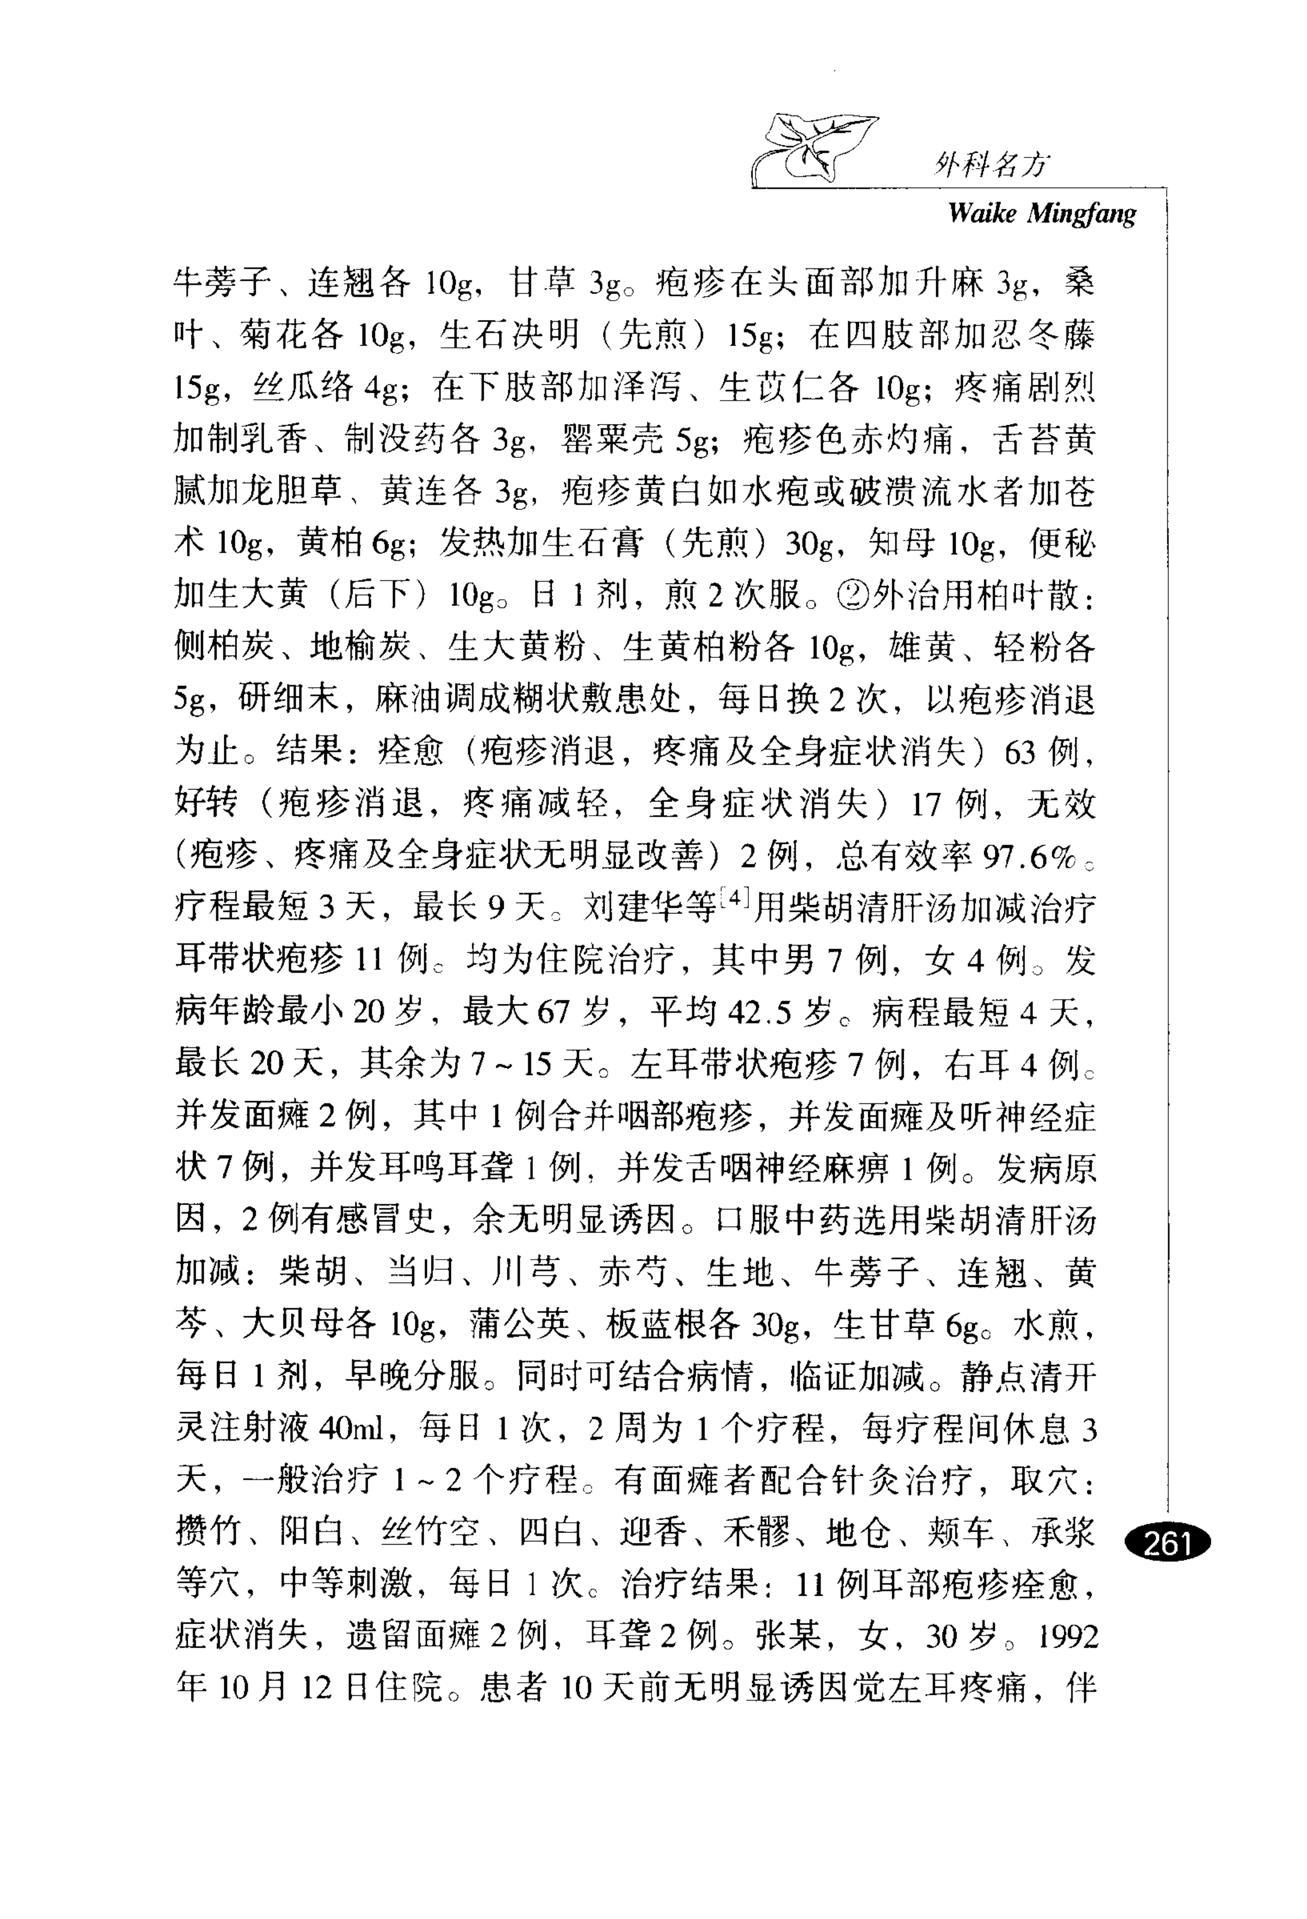 外科名方
Waike Mingfang
牛蒡子、连翘各 10g，甘草 3g。疱疹在头面部加升麻 3g，桑
叶、菊花各 10g，生石决明（先煎）15g；在四肢部加忍冬藤
15g，丝瓜络 4g；在下肢部加泽泻、生苡仁各 10g；疼痛剧烈
加制乳香、制没药各 3g，罂粟壳 5g；疱疹色赤灼痛，舌苔黄
腻加龙胆草、黄连各 3g，疱疹黄白如水疱或破溃流水者加苍
术 10g，黄柏 6g；发热加生石膏（先煎）30g，知母 10g，便秘
加生大黄（后下）10g。日 1 剂，煎 2 次服。②外治用柏叶散：
侧柏炭、地榆炭、生大黄粉、生黄柏粉各 10g，雄黄、轻粉各
5g，研细末，麻油调成糊状敷患处，每日换 2 次，以疱疹消退
为止。结果：痊愈（疱疹消退，疼痛及全身症状消失）63 例，
好转（疱疹消退，疼痛减轻，全身症状消失）17 例，无效
（疱疹、疼痛及全身症状无明显改善）2 例，总有效率 97.6%。
疗程最短 3 天，最长 9 天。刘建华等[4]用柴胡清肝汤加减治疗
耳带状疱疹 11 例。均为住院治疗，其中男 7 例，女 4 例。发
病年龄最小 20 岁，最大 67 岁，平均 42.5 岁。病程最短 4 天，
最长 20 天，其余为 7～15 天。左耳带状疱疹 7 例，右耳 4 例。
并发面瘫 2 例，其中 1 例合并咽部疱疹，并发面瘫及听神经症
状 7 例，并发耳鸣耳聋 1 例，并发舌咽神经麻痹 1 例。发病原
因，2 例有感冒史，余无明显诱因。口服中药选用柴胡清肝汤
加减：柴胡、当归、川芎、赤芍、生地、牛蒡子、连翘、黄
芩、大贝母各 10g，蒲公英、板蓝根各 30g，生甘草 6g。水煎，
每日 1 剂，早晚分服。同时可结合病情，临证加减。静点清开
灵注射液 40ml，每日 1 次，2 周为 1 个疗程，每疗程间休息 3
天，一般治疗 1～2 个疗程。有面瘫者配合针灸治疗，取穴：
攒竹、阳白、丝竹空、四白、迎香、禾髎、地仓、颊车、承浆
等穴，中等刺激，每日 1 次。治疗结果：11 例耳部疱疹痊愈，
症状消失，遗留面瘫 2 例，耳聋 2 例。张某，女，30 岁。1992
年 10 月 12 日住院。患者 10 天前无明显诱因觉左耳疼痛，伴
261